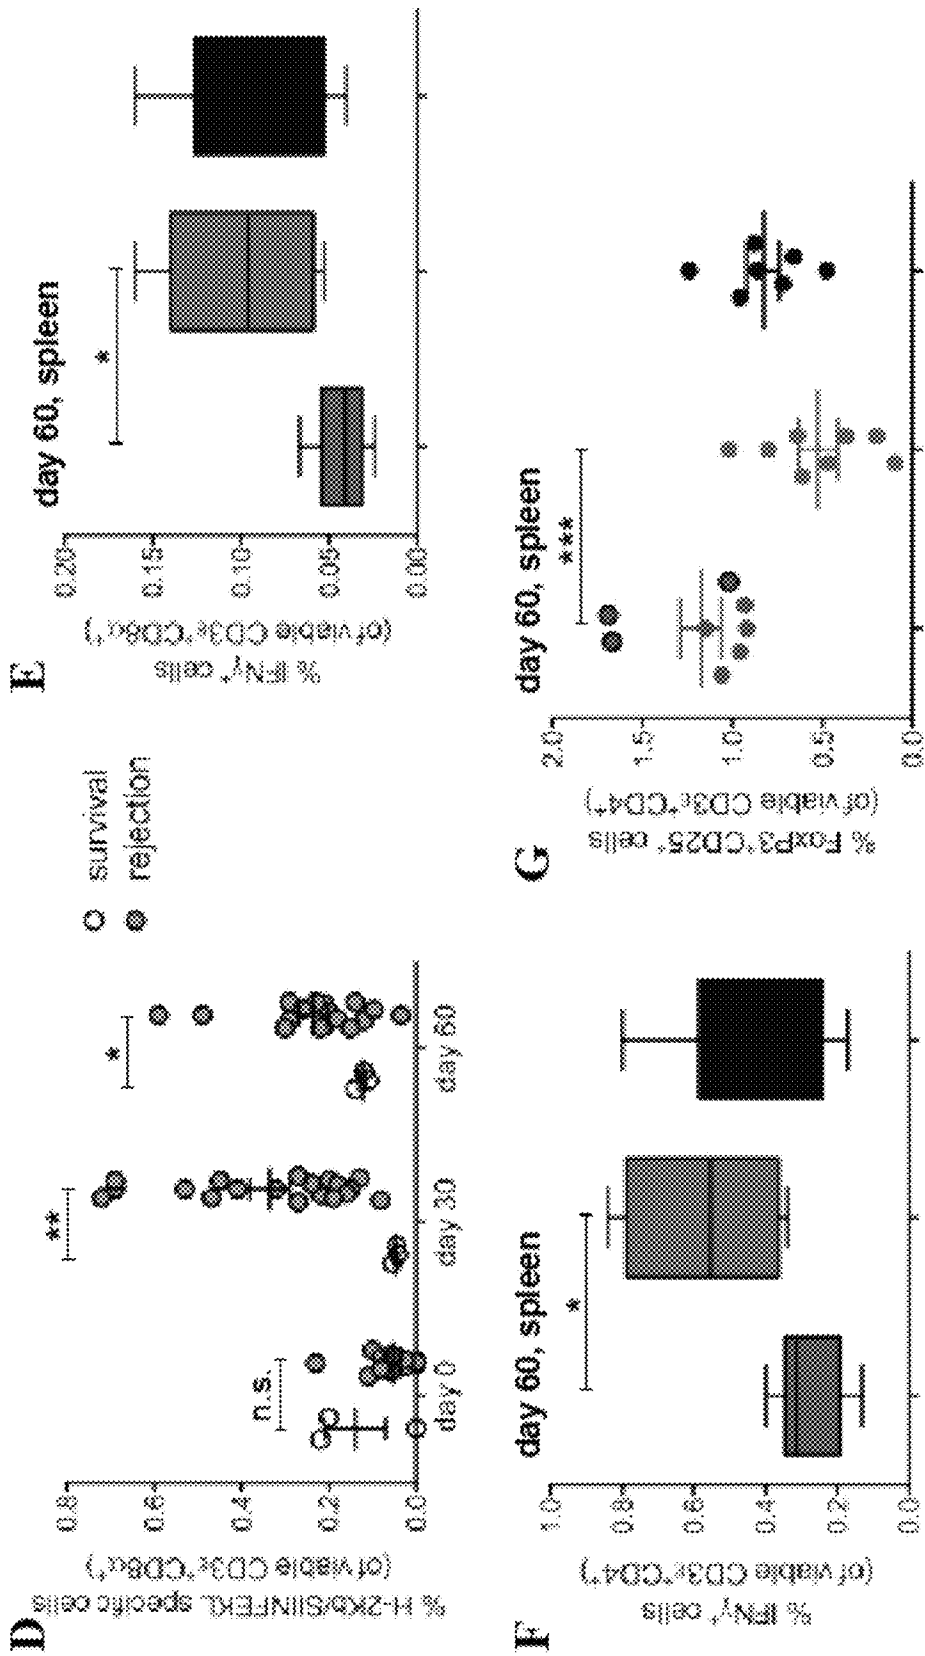 D
% H-2Kb/SIINFEKL specific cells
(of viable CD3ε⁺CD8α⁺)
0.8
0.6
0.4
0.2
0.0
n.s.
**
*
day 0
day 30
day 60
survival
rejection
E
day 60, spleen
% IFNγ⁺ cells
(of viable CD3ε⁺CD8α⁺)
0.20
0.15
0.10
0.05
0.00
*
F
day 60, spleen
% IFNγ⁺ cells
(of viable CD3ε⁺CD4⁺)
1.0
0.8
0.6
0.4
0.2
0.0
*
G
day 60, spleen
% FoxP3⁺CD25⁺ cells
(of viable CD3ε⁺CD4⁺)
2.0
1.5
1.0
0.5
0.0
***